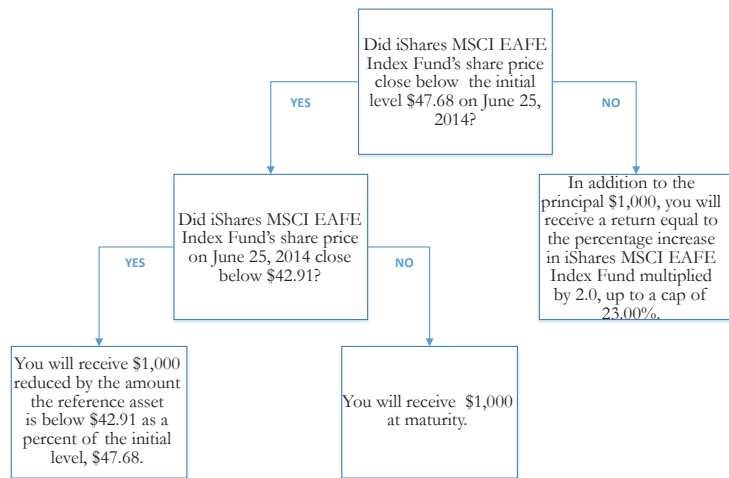 Did iShares MSCI EAFE
Index Fund's share price
close below the initial
level $47.68 on June 25,
2014?
YES
NO
Did iShares MSCI EAFE
Index Fund's share price
on June 25, 2014 close
below $42.91?
In addition to the
principal $1,000, you will
receive a return equal to
the percentage increase
in iShares MSCI EAFE
Index Fund multiplied
by 2.0, up to a cap of
23.00%.
YES
NO
You will receive $1,000
reduced by the amount
the reference asset
is below $42.91 as a
percent of the initial
level, $47.68.
You will receive $1,000
at maturity.